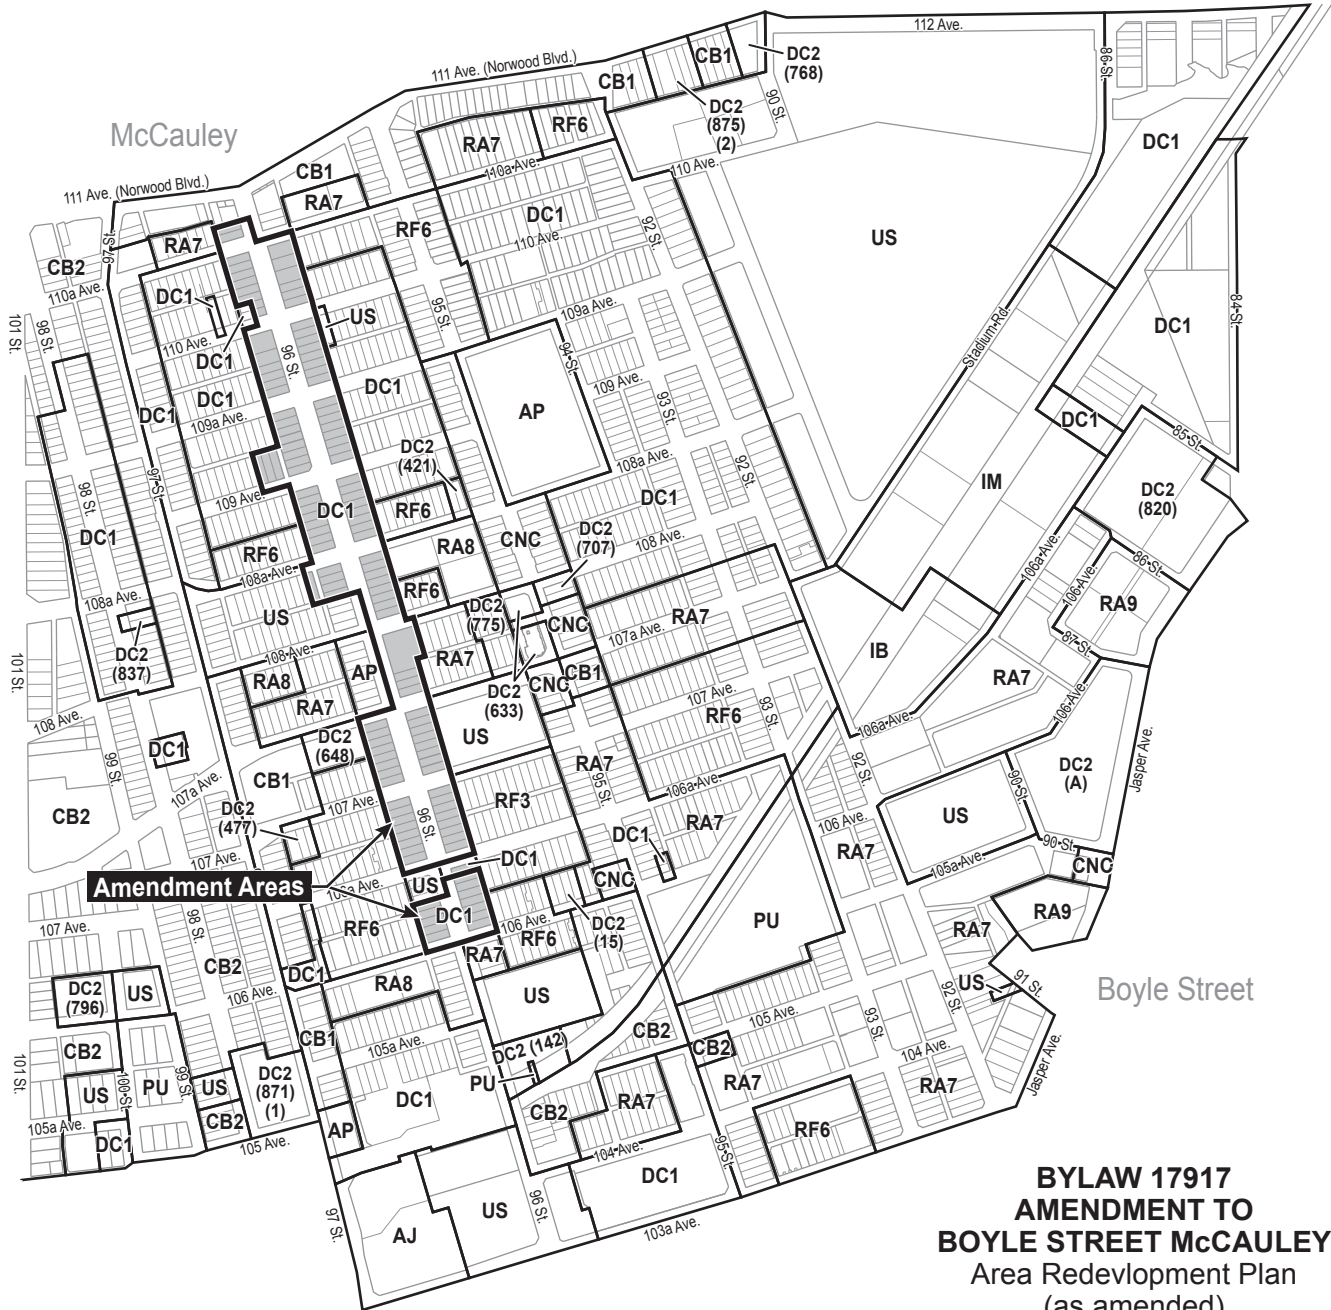 112 Ave.
111 Ave. (Norwood Blvd.)
CB1
CB1
DC2
(768)
86 St.
DC2
(875)
(2)
90 St.
McCauley
RA7
RF6
DC1
110a Ave.
110 Ave.
CB1
RA7
111 Ave. (Norwood Blvd.)
97 St.
RA7
RF6
DC1
110 Ave.
92 St.
US
CB2
110a Ave.
DC1
95 St.
109a Ave.
84 St.
101 St.
98 St.
DC1
US
96 St.
110 Ave.
94 St.
Stadium Rd.
DC1
DC1
DC1
DC1
109a Ave.
109 Ave.
AP
93 St.
DC1
85 St.
DC2
(421)
108a Ave.
92 St.
97 St.
98 St.
109 Ave.
DC1
RF6
DC1
IM
DC2
(820)
DC1
RF6
RA8
CNC
DC2
(707)
108 Ave.
106a Ave.
86 St.
108a Ave.
RF6
106 Ave.
RA9
108a Ave.
US
DC2
(775)
CNC
107a Ave.
RA7
87 St.
DC2
(837)
108 Ave.
AP
RA7
IB
101 St.
RA8
RA7
DC2
(633)
CNC
CB1
RA7
107 Ave.
RF6
93 St.
106 Ave.
108 Ave.
DC1
99 St.
DC2
(648)
US
106a Ave.
107a Ave.
CB1
RA7
95 St.
92 St.
DC2
(A)
Jasper Ave.
CB2
107 Ave.
DC2
(477)
96 St.
RF3
106a Ave.
90 St.
US
RA7
106 Ave.
107 Ave.
DC1
DC1
RA7
90 St.
CNC
105a Ave.
Amendment Areas
106a Ave.
US
CNC
DC1
RA9
107 Ave.
98 St.
RF6
106 Ave.
RF6
DC2
(15)
PU
RA7
CB2
DC1
RA7
DC2
(796)
US
106 Ave.
RA8
US
US
91 St.
Boyle Street
92 St.
CB2
CB1
105a Ave.
DC2 (142)
CB2
105 Ave.
93 St.
CB2
104 Ave.
101 St.
US
100 St.
PU
99 St.
US
DC2
(871)
(1)
PU
DC1
RA7
RA7
Jasper Ave.
105a Ave.
DC1
CB2
105 Ave.
AP
CB2
RA7
RF6
104 Ave.
95 St.
DC1
97 St.
AJ
US
96 St.
103a Ave.
BYLAW 17917
AMENDMENT TO
BOYLE STREET McCAULEY
Area Redevlopment Plan
(as amended)